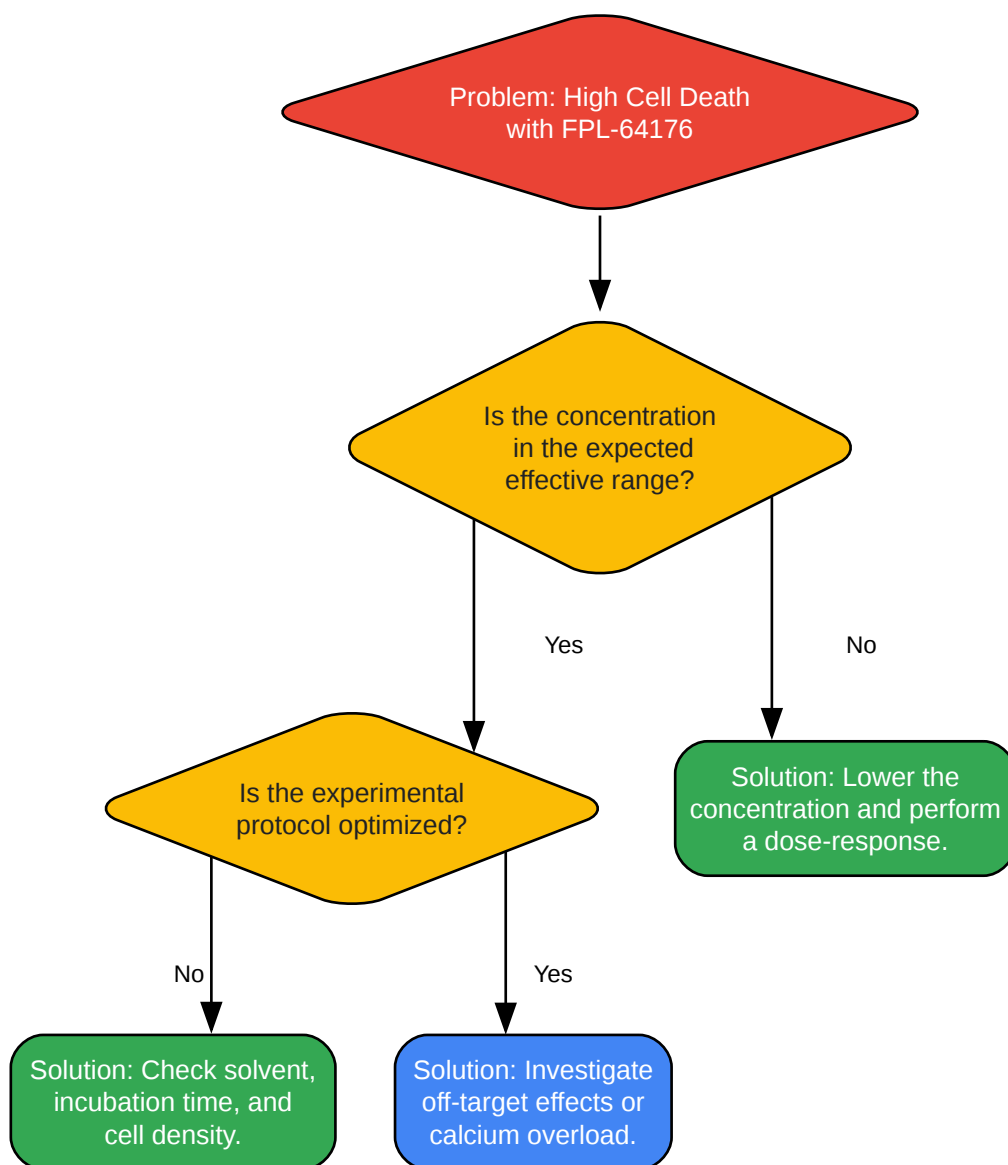 Problem: High Cell Death
with FPL-64176
Is the concentration
in the expected
effective range?
Yes
No
Is the experimental
protocol optimized?
Solution: Lower the
concentration and perform
a dose-response.
No
Yes
Solution: Check solvent,
incubation time, and
cell density.
Solution: Investigate
off-target effects or
calcium overload.